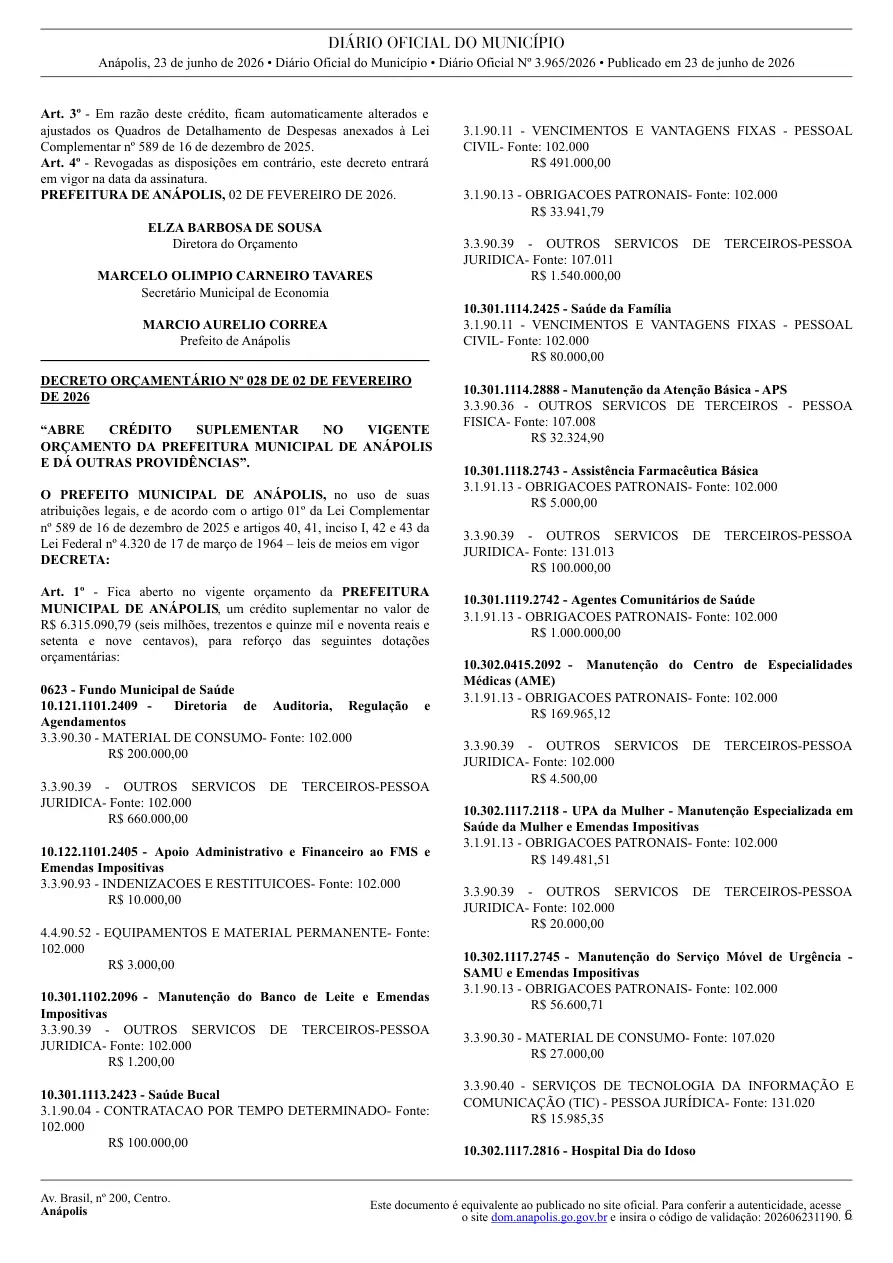 DIÁRIO OFICIAL DO MUNICÍPIO
Anápolis, 23 de junho de 2026 • Diário Oficial do Município • Diário Oficial Nº 3.965/2026 • Publicado em 23 de junho de 2026
Art. 3º - Em razão deste crédito, ficam automaticamente alterados e
ajustados os Quadros de Detalhamento de Despesas anexados à Lei
Complementar nº 589 de 16 de dezembro de 2025.
Art. 4º - Revogadas as disposições em contrário, este decreto entrará
em vigor na data da assinatura.
PREFEITURA DE ANÁPOLIS, 02 DE FEVEREIRO DE 2026.
ELZA BARBOSA DE SOUSA
Diretora do Orçamento
MARCELO OLIMPIO CARNEIRO TAVARES
Secretário Municipal de Economia
MARCIO AURELIO CORREA
Prefeito de Anápolis
DECRETO ORÇAMENTÁRIO Nº 028 DE 02 DE FEVEREIRO
DE 2026
“ABRE CRÉDITO SUPLEMENTAR NO VIGENTE
ORÇAMENTO DA PREFEITURA MUNICIPAL DE ANÁPOLIS
E DÁ OUTRAS PROVIDÊNCIAS”.
O PREFEITO MUNICIPAL DE ANÁPOLIS, no uso de suas
atribuições legais, e de acordo com o artigo 01º da Lei Complementar
nº 589 de 16 de dezembro de 2025 e artigos 40, 41, inciso I, 42 e 43 da
Lei Federal nº 4.320 de 17 de março de 1964 – leis de meios em vigor
DECRETA:
Art. 1º - Fica aberto no vigente orçamento da PREFEITURA
MUNICIPAL DE ANÁPOLIS, um crédito suplementar no valor de
R$ 6.315.090,79 (seis milhões, trezentos e quinze mil e noventa reais e
setenta e nove centavos), para reforço das seguintes dotações
orçamentárias:
0623 - Fundo Municipal de Saúde
10.121.1101.2409 - Diretoria de Auditoria, Regulação e
Agendamentos
3.3.90.30 - MATERIAL DE CONSUMO- Fonte: 102.000
R$ 200.000,00
3.3.90.39 - OUTROS SERVICOS DE TERCEIROS-PESSOA
JURIDICA- Fonte: 102.000
R$ 660.000,00
10.122.1101.2405 - Apoio Administrativo e Financeiro ao FMS e
Emendas Impositivas
3.3.90.93 - INDENIZACOES E RESTITUICOES- Fonte: 102.000
R$ 10.000,00
4.4.90.52 - EQUIPAMENTOS E MATERIAL PERMANENTE- Fonte:
102.000
R$ 3.000,00
10.301.1102.2096 - Manutenção do Banco de Leite e Emendas
Impositivas
3.3.90.39 - OUTROS SERVICOS DE TERCEIROS-PESSOA
JURIDICA- Fonte: 102.000
R$ 1.200,00
10.301.1113.2423 - Saúde Bucal
3.1.90.04 - CONTRATACAO POR TEMPO DETERMINADO- Fonte:
102.000
R$ 100.000,00
3.1.90.11 - VENCIMENTOS E VANTAGENS FIXAS - PESSOAL
CIVIL- Fonte: 102.000
R$ 491.000,00
3.1.90.13 - OBRIGACOES PATRONAIS- Fonte: 102.000
R$ 33.941,79
3.3.90.39 - OUTROS SERVICOS DE TERCEIROS-PESSOA
JURIDICA- Fonte: 107.011
R$ 1.540.000,00
10.301.1114.2425 - Saúde da Família
3.1.90.11 - VENCIMENTOS E VANTAGENS FIXAS - PESSOAL
CIVIL- Fonte: 102.000
R$ 80.000,00
10.301.1114.2888 - Manutenção da Atenção Básica - APS
3.3.90.36 - OUTROS SERVICOS DE TERCEIROS - PESSOA
FISICA- Fonte: 107.008
R$ 32.324,90
10.301.1118.2743 - Assistência Farmacêutica Básica
3.1.91.13 - OBRIGACOES PATRONAIS- Fonte: 102.000
R$ 5.000,00
3.3.90.39 - OUTROS SERVICOS DE TERCEIROS-PESSOA
JURIDICA- Fonte: 131.013
R$ 100.000,00
10.301.1119.2742 - Agentes Comunitários de Saúde
3.1.91.13 - OBRIGACOES PATRONAIS- Fonte: 102.000
R$ 1.000.000,00
10.302.0415.2092 - Manutenção do Centro de Especialidades
Médicas (AME)
3.1.91.13 - OBRIGACOES PATRONAIS- Fonte: 102.000
R$ 169.965,12
3.3.90.39 - OUTROS SERVICOS DE TERCEIROS-PESSOA
JURIDICA- Fonte: 102.000
R$ 4.500,00
10.302.1117.2118 - UPA da Mulher - Manutenção Especializada em
Saúde da Mulher e Emendas Impositivas
3.1.91.13 - OBRIGACOES PATRONAIS- Fonte: 102.000
R$ 149.481,51
3.3.90.39 - OUTROS SERVICOS DE TERCEIROS-PESSOA
JURIDICA- Fonte: 102.000
R$ 20.000,00
10.302.1117.2745 - Manutenção do Serviço Móvel de Urgência -
SAMU e Emendas Impositivas
3.1.90.13 - OBRIGACOES PATRONAIS- Fonte: 102.000
R$ 56.600,71
3.3.90.30 - MATERIAL DE CONSUMO- Fonte: 107.020
R$ 27.000,00
3.3.90.40 - SERVIÇOS DE TECNOLOGIA DA INFORMAÇÃO E
COMUNICAÇÃO (TIC) - PESSOA JURÍDICA- Fonte: 131.020
R$ 15.985,35
10.302.1117.2816 - Hospital Dia do Idoso
Av. Brasil, nº 200, Centro.
Anápolis
Este documento é equivalente ao publicado no site oficial. Para conferir a autenticidade, acesse
o site dom.anapolis.go.gov.br e insira o código de validação: 202606231190. 6